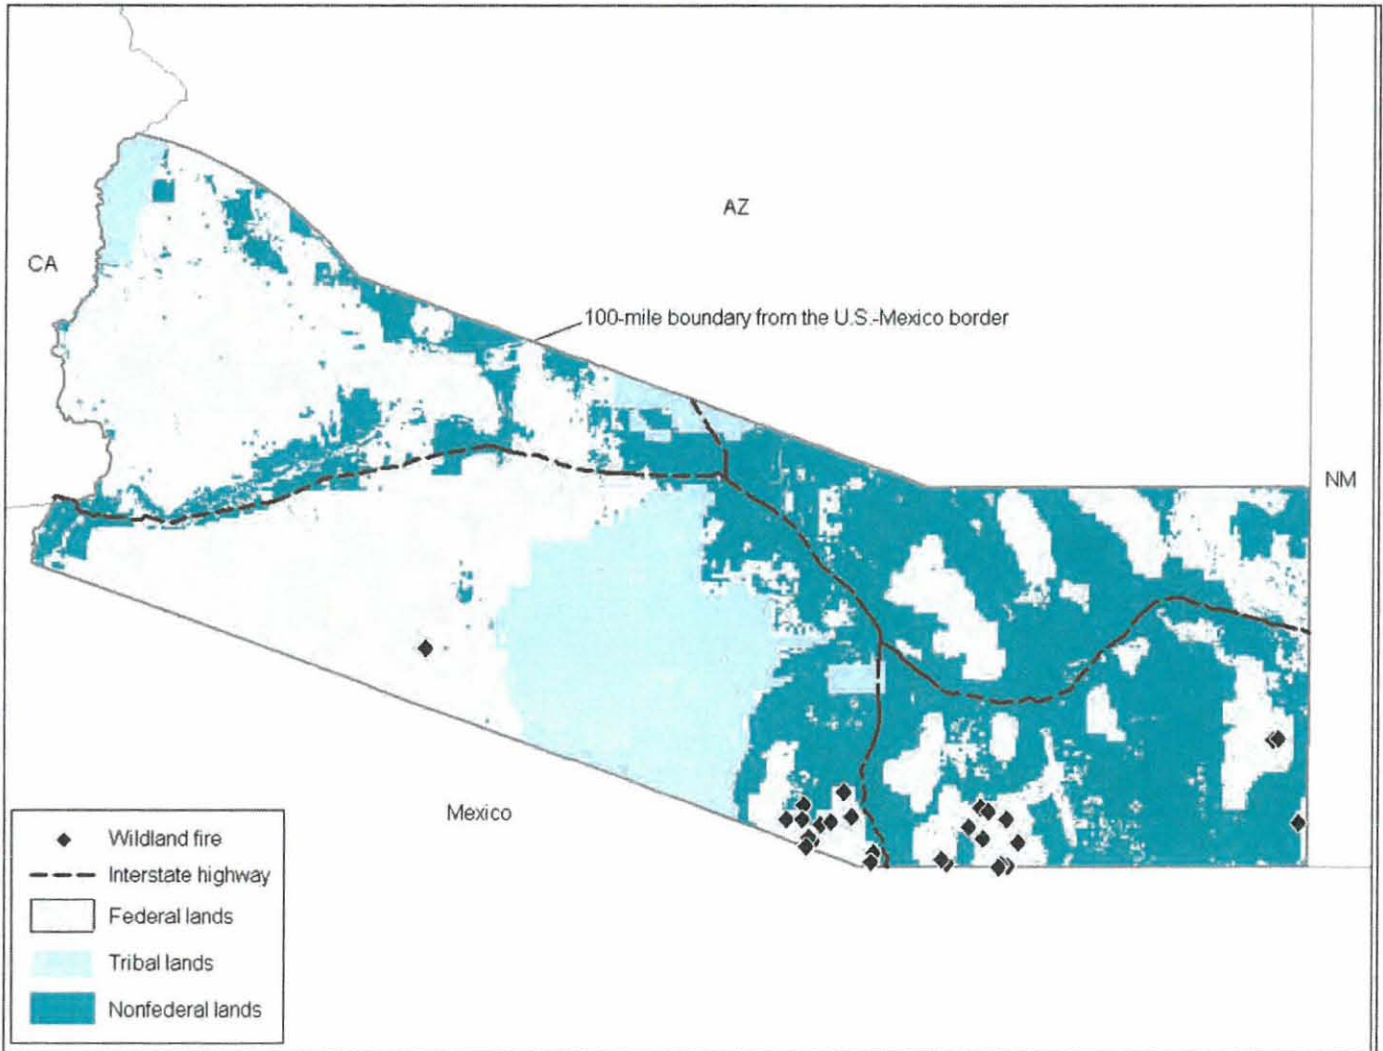 AZ
CA
100-mile boundary from the U.S.-Mexico border
NM
Mexico
Wildland fire
Interstate highway
Federal lands
Tribal lands
Nonfederal lands